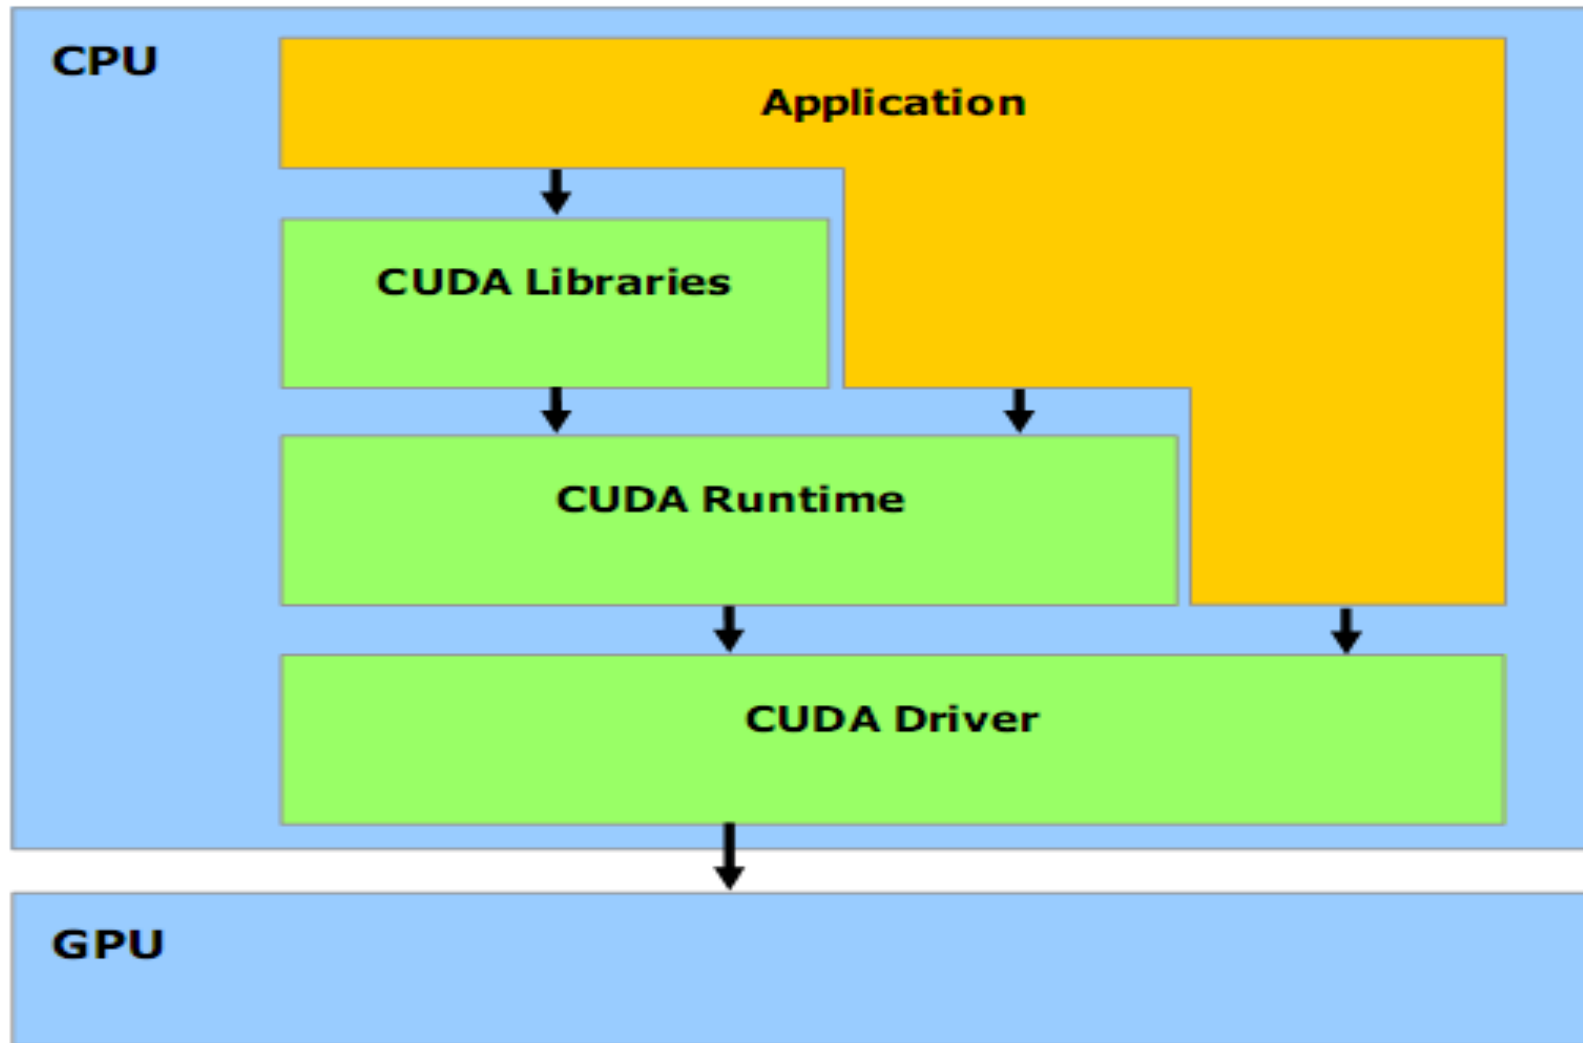 CPU
Application
CUDA Libraries
CUDA Runtime
CUDA Driver
GPU